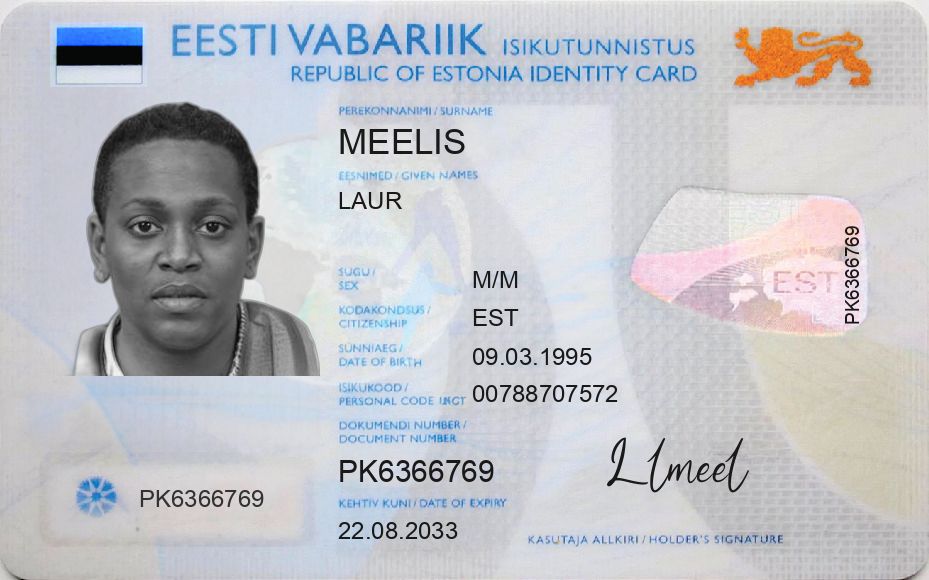 EESTI VABARIIK ISIKUTUNNISTUS
REPUBLIC OF ESTONIA IDENTITY CARD
PEREKONNANIMI / SURNAME
MEELIS
EESNIMED / GIVEN NAMES
LAUR
SUGU /
SEX
M/M
KODAKONDSUS /
CITIZENSHIP
EST
SÜNNIAEG /
DATE OF BIRTH
09.03.1995
ISIKUKOOD /
PERSONAL CODE
00788707572
DOKUMENDI NUMBER /
DOCUMENT NUMBER
PK6366769
KEHTIV KUNI / DATE OF EXPIRY
22.08.2033
PK6366769
EST
PK6366769
KASUTAJA ALLKIRI / HOLDER'S SIGNATURE